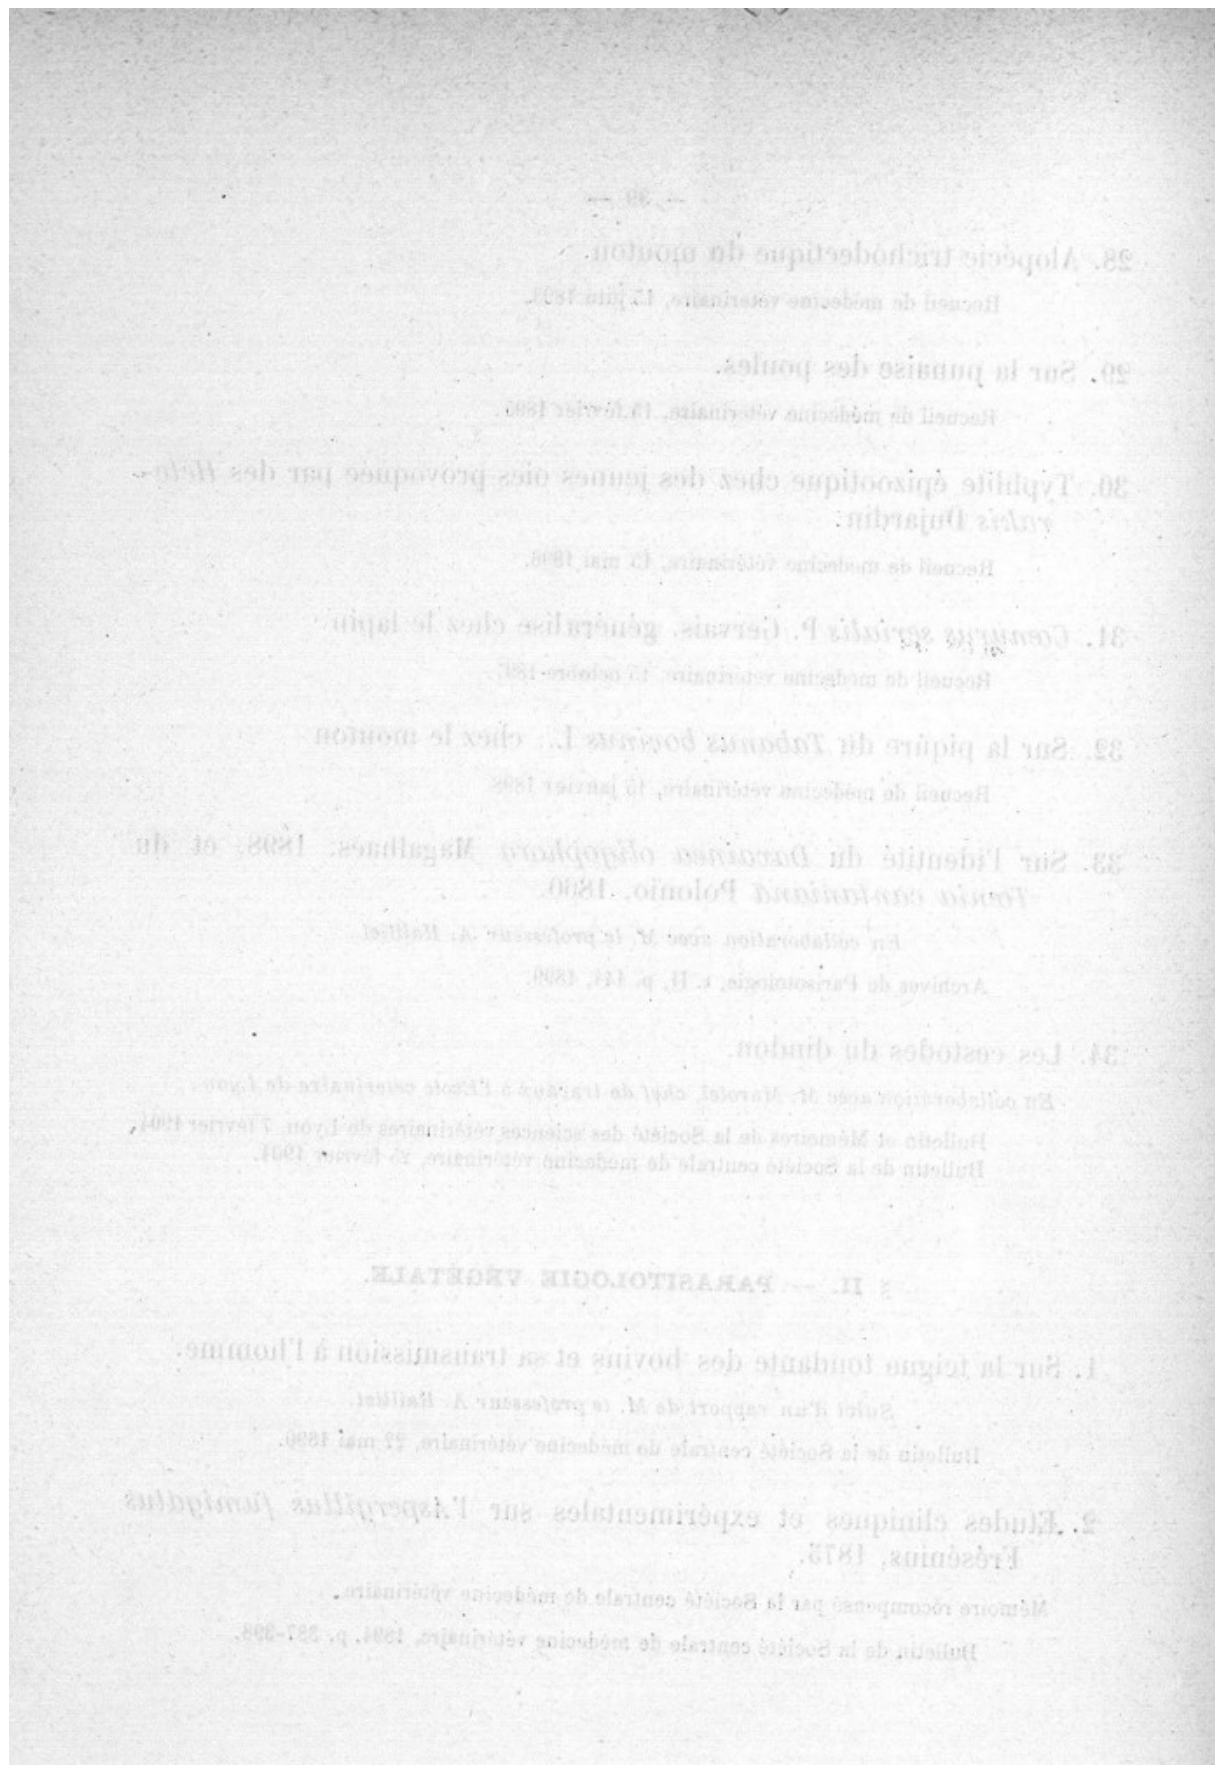 — 39 —
28. Alopécie trichodectique du mouton.
Recueil de médecine vétérinaire, 15 juin
29. Sur la punaise des poules.
Recueil de médecine vétérinaire, 15 février 1895.
30. Typhlite épizootique chez des jeunes oies provoquée par des Hete-
rakis Dujardin.
Recueil de médecine vétérinaire, 15 mai 1896.
31. Cœnurus serialis P. Gervais, généralisé chez le lapin
Recueil de médecine vétérinaire, 15 octobre
32. Sur la piqûre du Tabanus bovinus L. chez le mouton
Recueil de médecine vétérinaire, 15 janvier 1898
33. Sur l'identité du Davainea oligophora Magalhaes, 1898, et du
Tænia cantaniana Polonio, 1860.
En collaboration avec M. le professeur A. Railliet.
Archives de Parasitologie, t. II, p. 144, 1899.
34. Les cestodes du dindon.
En collaboration avec M. Marotel, chef de travaux à l'École vétérinaire de Lyon.
Bulletin et Mémoires de la Société des sciences vétérinaires de Lyon, 7 février 1904,
Bulletin de la Société centrale de médecine vétérinaire, 25 février 1904.
§ II. — PARASITOLOGIE VÉGÉTALE.
1. Sur la teigne tondante des bovins et sa transmission à l'homme.
Suivi d'un rapport de M. le professeur A. Railliet.
Bulletin de la Société centrale de médecine vétérinaire, 22 mai 1890.
2. Études cliniques et expérimentales sur l'Aspergillus fumigatus
Frésénius, 1875.
Mémoire récompensé par la Société centrale de médecine vétérinaire.
Bulletin de la Société centrale de médecine vétérinaire, 1894, p. 387-398.